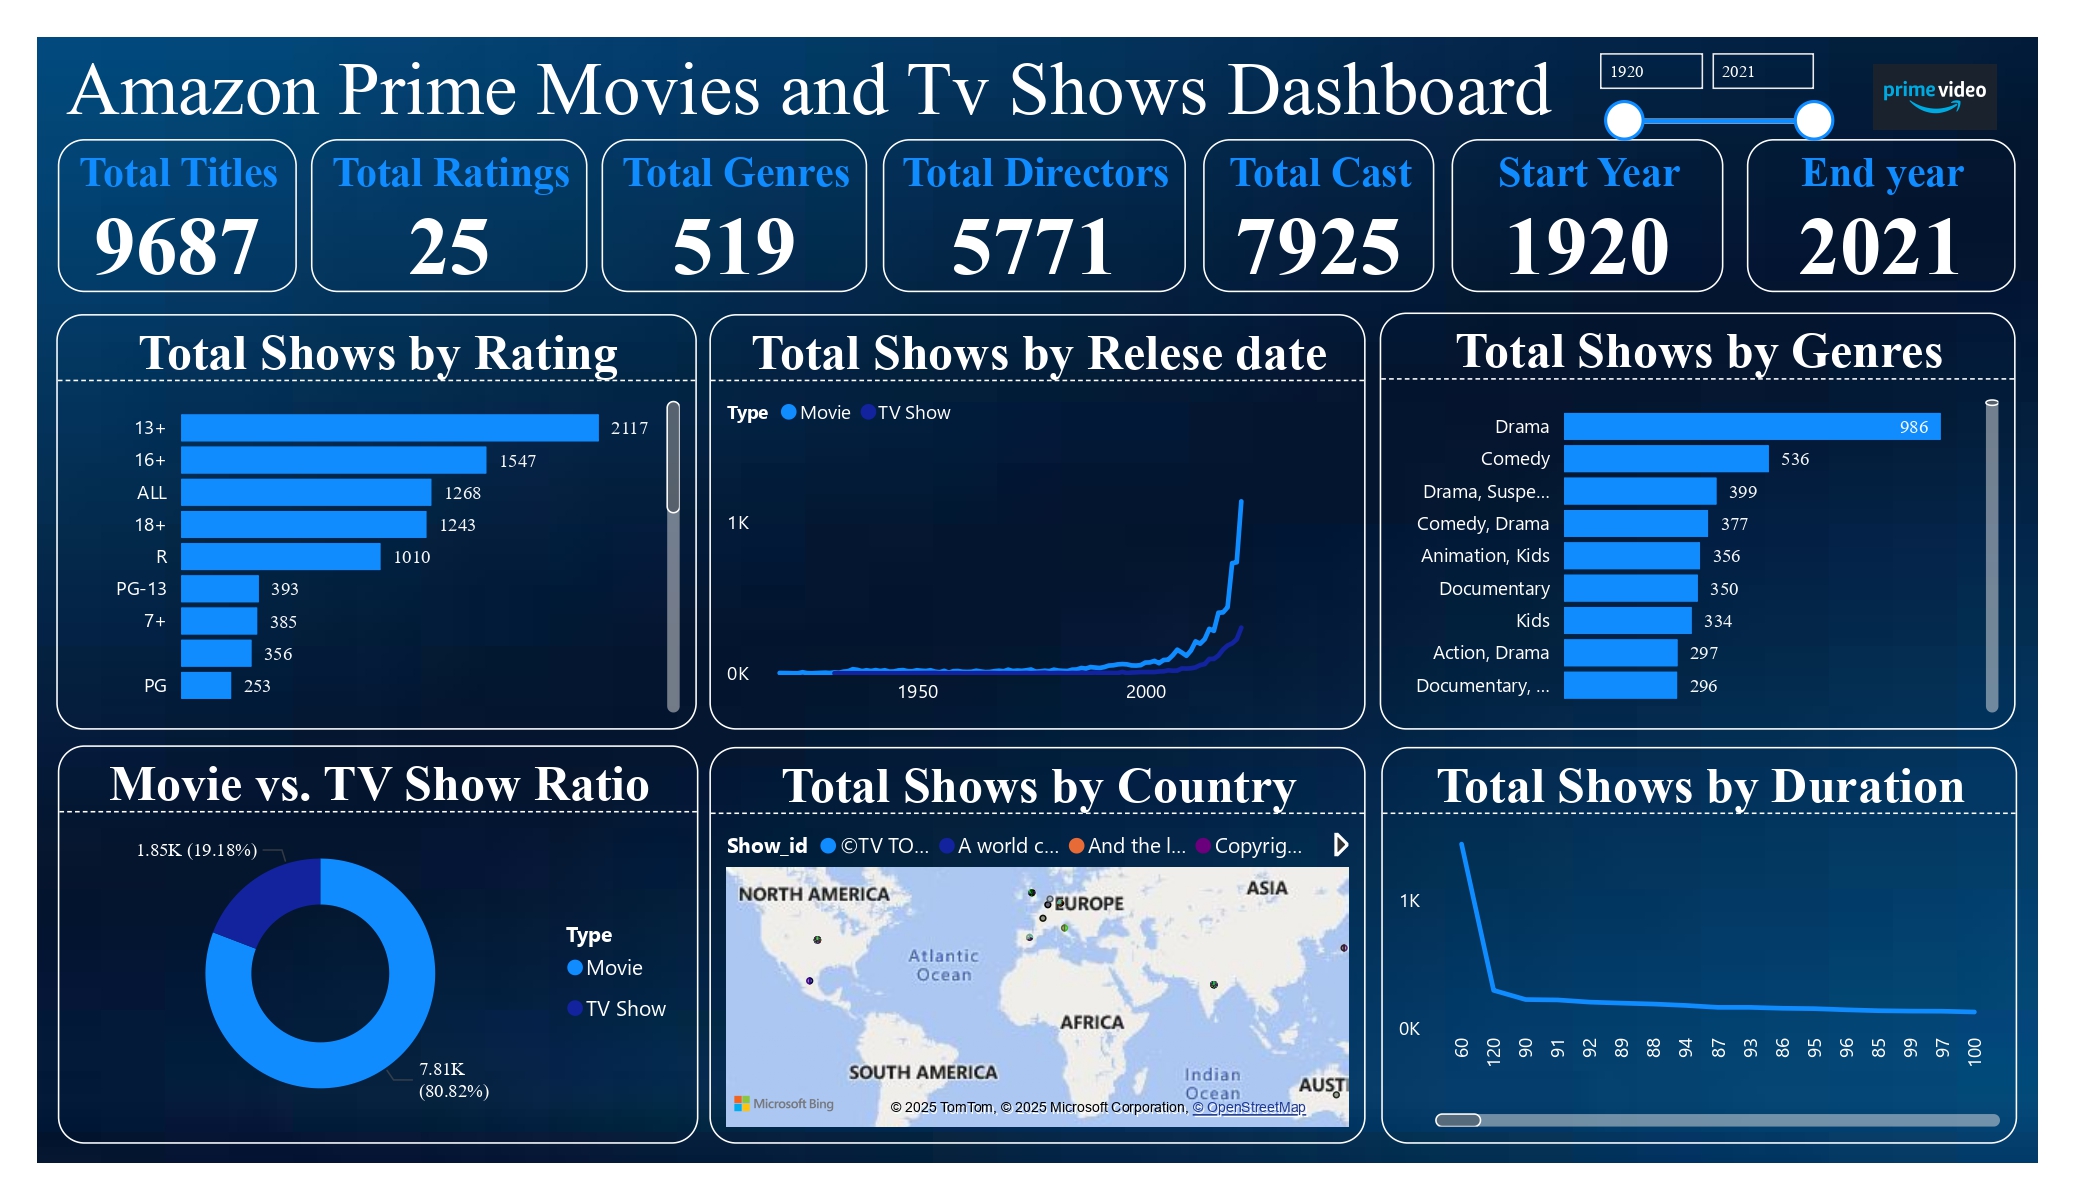 Amazon Prime Movies and Tv Shows Dashboard
1920
2021
prime video
Total Titles
9687
Total Ratings
25
Total Genres
519
Total Directors
5771
Total Cast
7925
Start Year
1920
End year
2021
Total Shows by Rating
13+ 2117
16+ 1547
ALL 1268
18+ 1243
R 1010
PG-13 393
7+ 385
356
PG 253
Total Shows by Relese date
Type Movie TV Show
1K
0K
1950 2000
Total Shows by Genres
Drama 986
Comedy 536
Drama, Suspe... 399
Comedy, Drama 377
Animation, Kids 356
Documentary 350
Kids 334
Action, Drama 297
Documentary, ... 296
Movie vs. TV Show Ratio
1.85K (19.18%)
7.81K
(80.82%)
Type
Movie
TV Show
Total Shows by Country
Show_id ©TV TO... A world c... And the l... Copyrig...
NORTH AMERICA
EUROPE
ASIA
Atlantic
Ocean
AFRICA
SOUTH AMERICA
Indian
Ocean
AUST
Microsoft Bing
© 2025 TomTom, © 2025 Microsoft Corporation, © OpenStreetMap
Total Shows by Duration
1K
0K
60 120 90 91 92 89 88 94 87 93 86 95 96 85 99 97 100